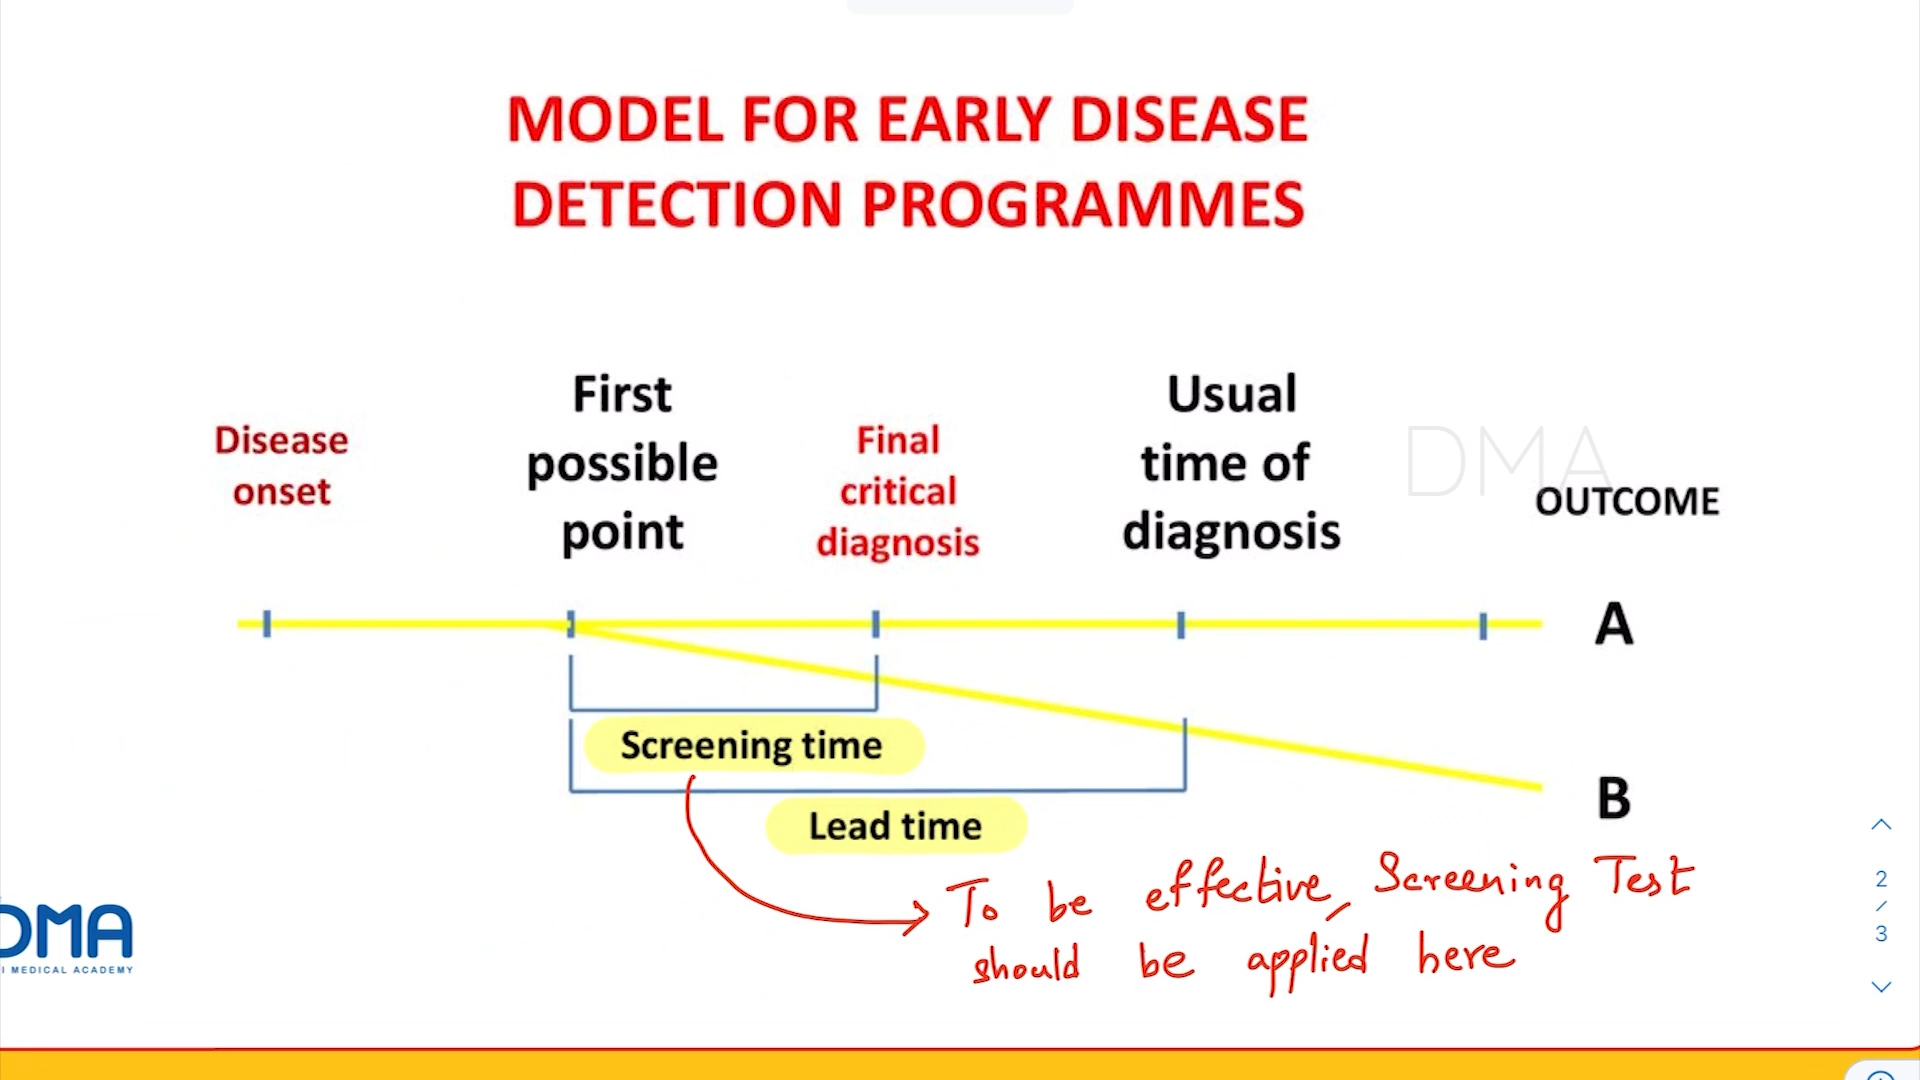 MODEL FOR EARLY DISEASE
DETECTION PROGRAMMES
Disease
onset
First
possible
point
Final
critical
diagnosis
Usual
time of
diagnosis
DMA
OUTCOME
A
Screening time
B
Lead time
To be effective, Screening Test
should be applied here
DMA
I MEDICAL ACADEMY
2
/
3